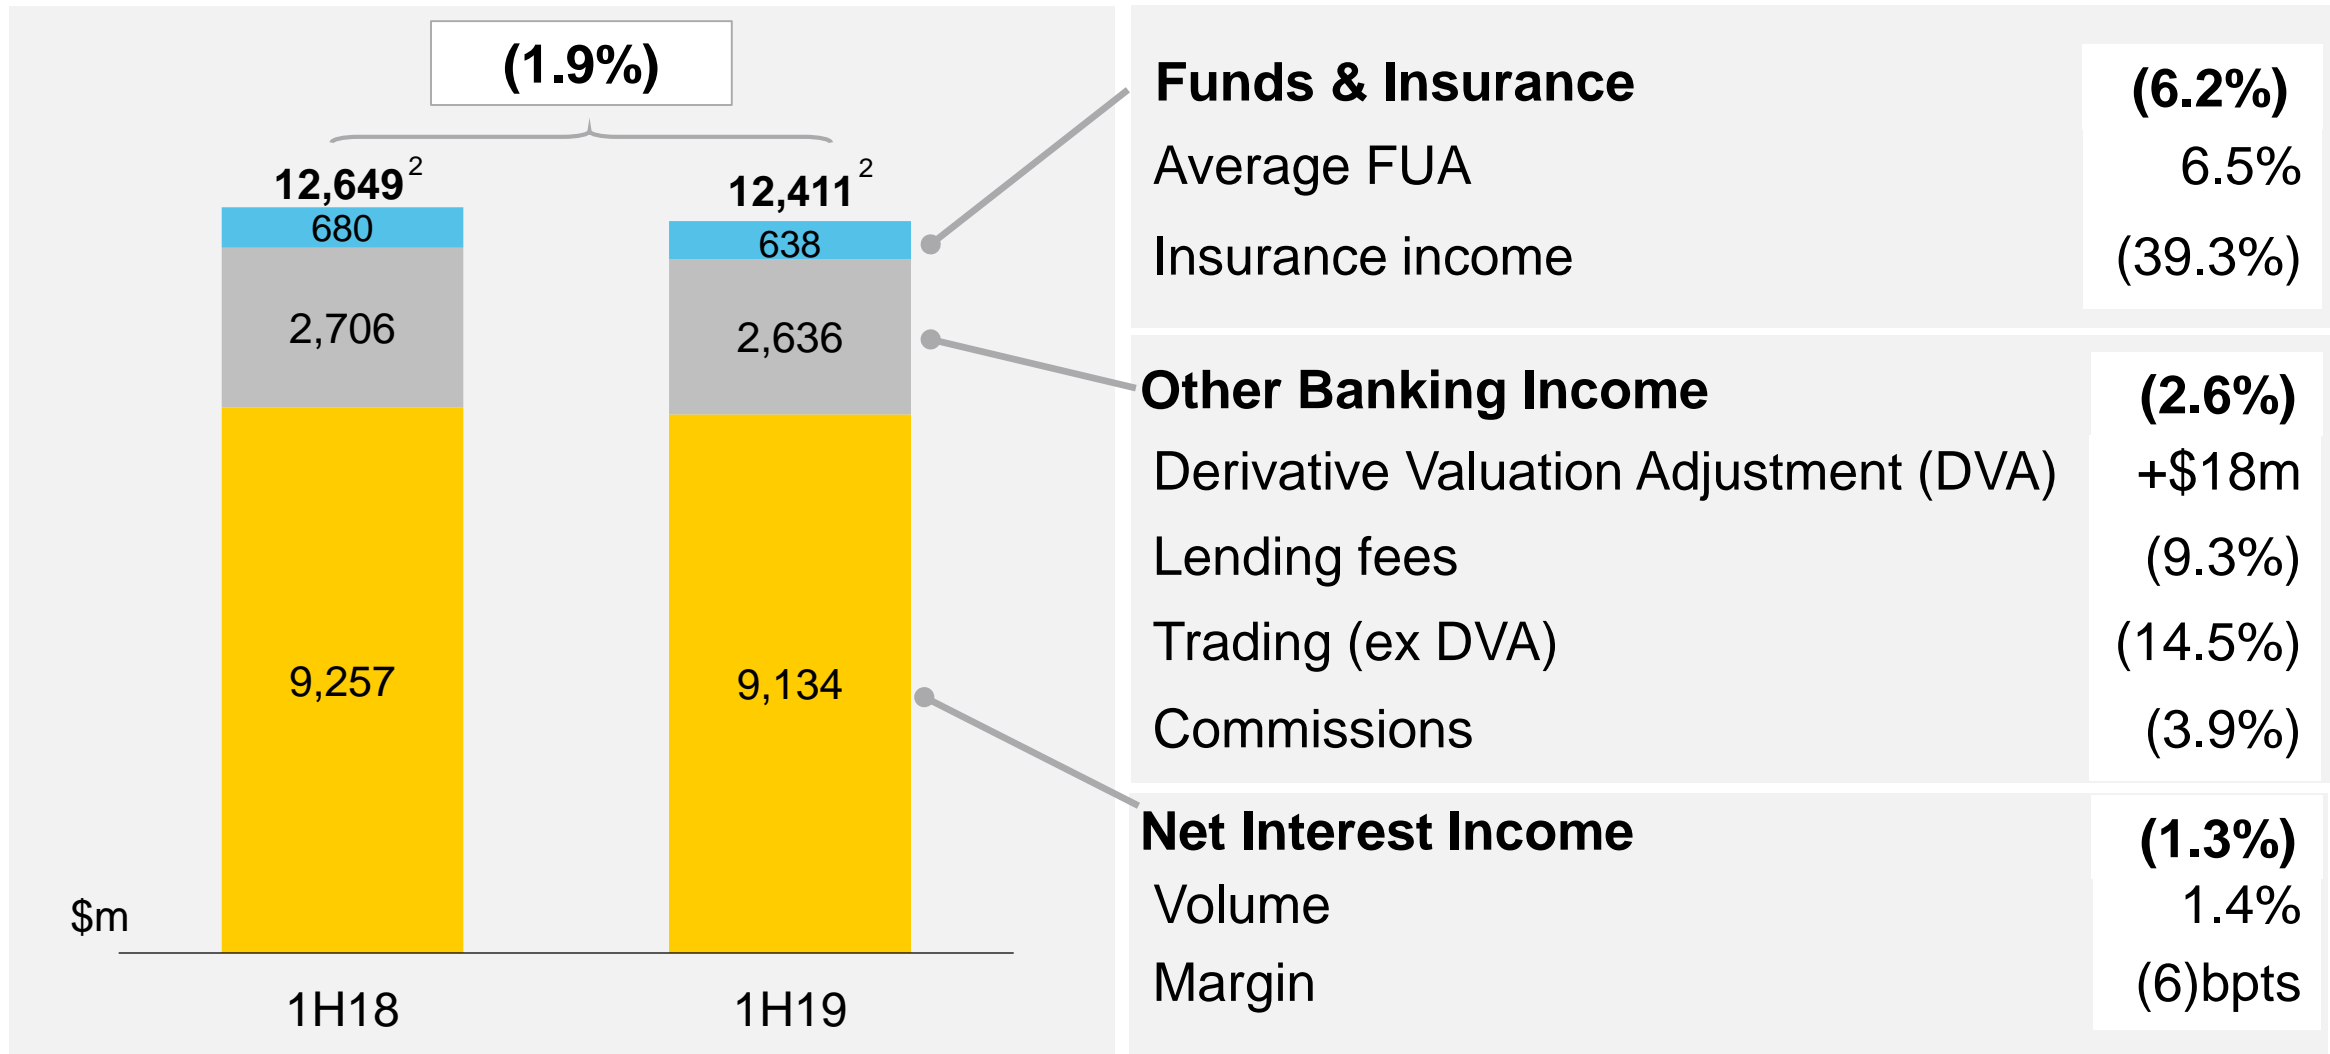 (1.9%)
12,649²
12,411²
680
638
2,706
2,636
9,257
9,134
$m
1H18
1H19
Funds & Insurance (6.2%)
Average FUA 6.5%
Insurance income (39.3%)
Other Banking Income (2.6%)
Derivative Valuation Adjustment (DVA) +$18m
Lending fees (9.3%)
Trading (ex DVA) (14.5%)
Commissions (3.9%)
Net Interest Income (1.3%)
Volume 1.4%
Margin (6)bpts